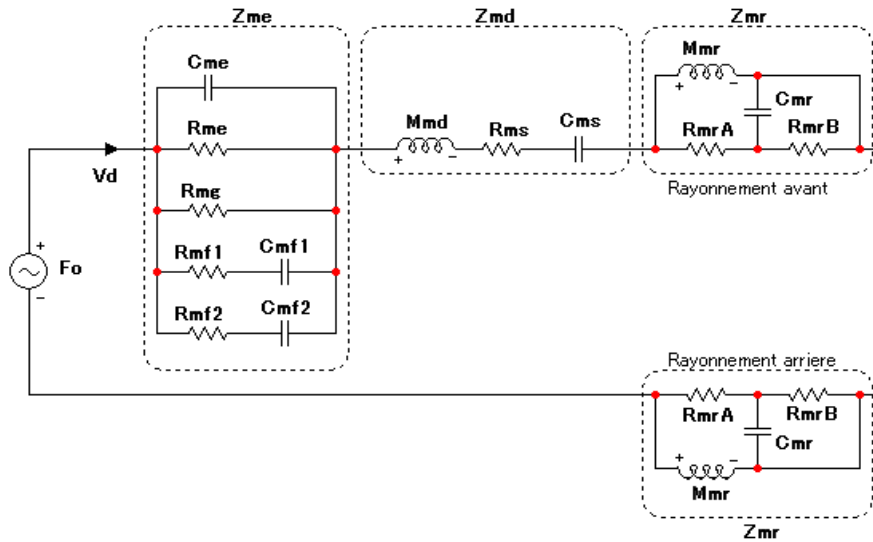 Zme
Zmd
Zmr
Cme
Mmr
+ −
Cmr
Mmd
+ −
Rms
Cms
Rme
RmrA
RmrB
Vd
Rmg
Rayonnement avant
+
Fo
−
Rmf1
Cmf1
Rmf2
Cmf2
Rayonnement arriere
RmrA
RmrB
Cmr
+ −
Mmr
Zmr